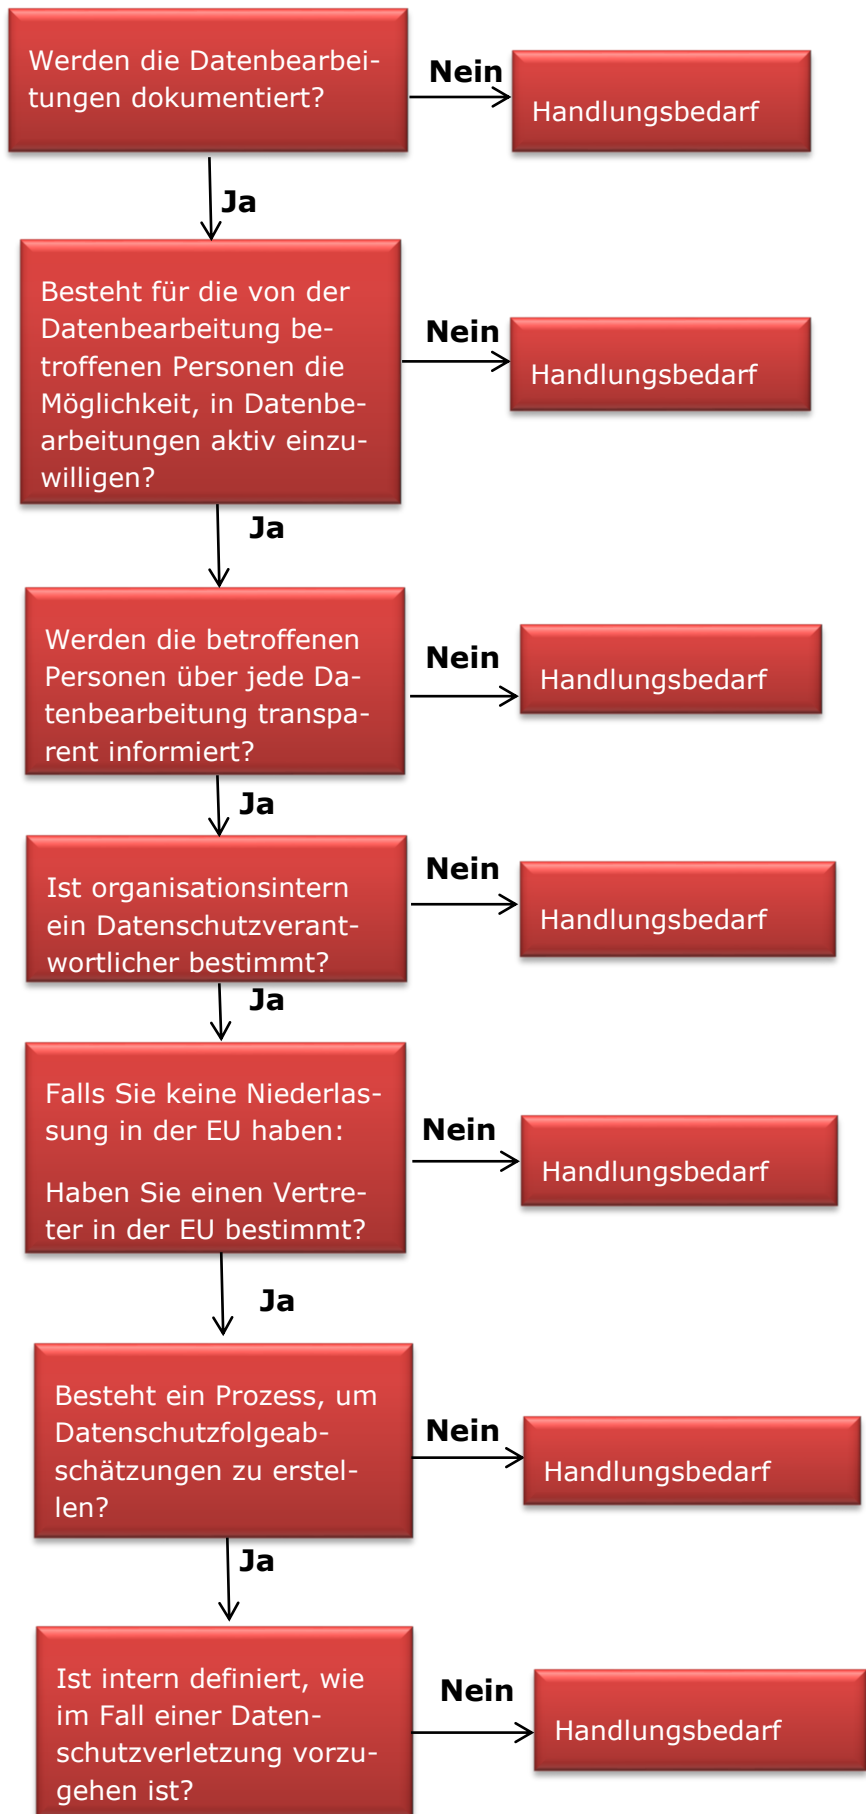 Werden die Datenbearbei-
tungen dokumentiert?
Nein
Handlungsbedarf
Ja
Besteht für die von der
Datenbearbeitung be-
troffenen Personen die
Möglichkeit, in Datenbe-
arbeitungen aktiv einzu-
willigen?
Nein
Handlungsbedarf
Ja
Werden die betroffenen
Personen über jede Da-
tenbearbeitung transpa-
rent informiert?
Nein
Handlungsbedarf
Ja
Ist organisationsintern
ein Datenschutzverant-
wortlicher bestimmt?
Nein
Handlungsbedarf
Ja
Falls Sie keine Niederlas-
sung in der EU haben:
Haben Sie einen Vertre-
ter in der EU bestimmt?
Nein
Handlungsbedarf
Ja
Besteht ein Prozess, um
Datenschutzfolgeab-
schätzungen zu erstel-
len?
Nein
Handlungsbedarf
Ja
Ist intern definiert, wie
im Fall einer Daten-
schutzverletzung vorzu-
gehen ist?
Nein
Handlungsbedarf